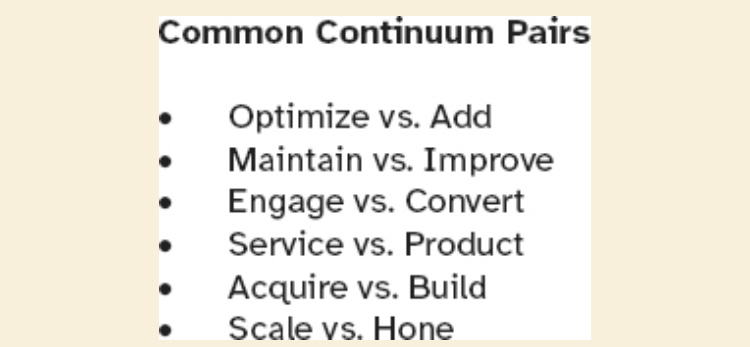 Common Continuum Pairs
• Optimize vs. Add
• Maintain vs. Improve
• Engage vs. Convert
• Service vs. Product
• Acquire vs. Build
• Scale vs. Hone